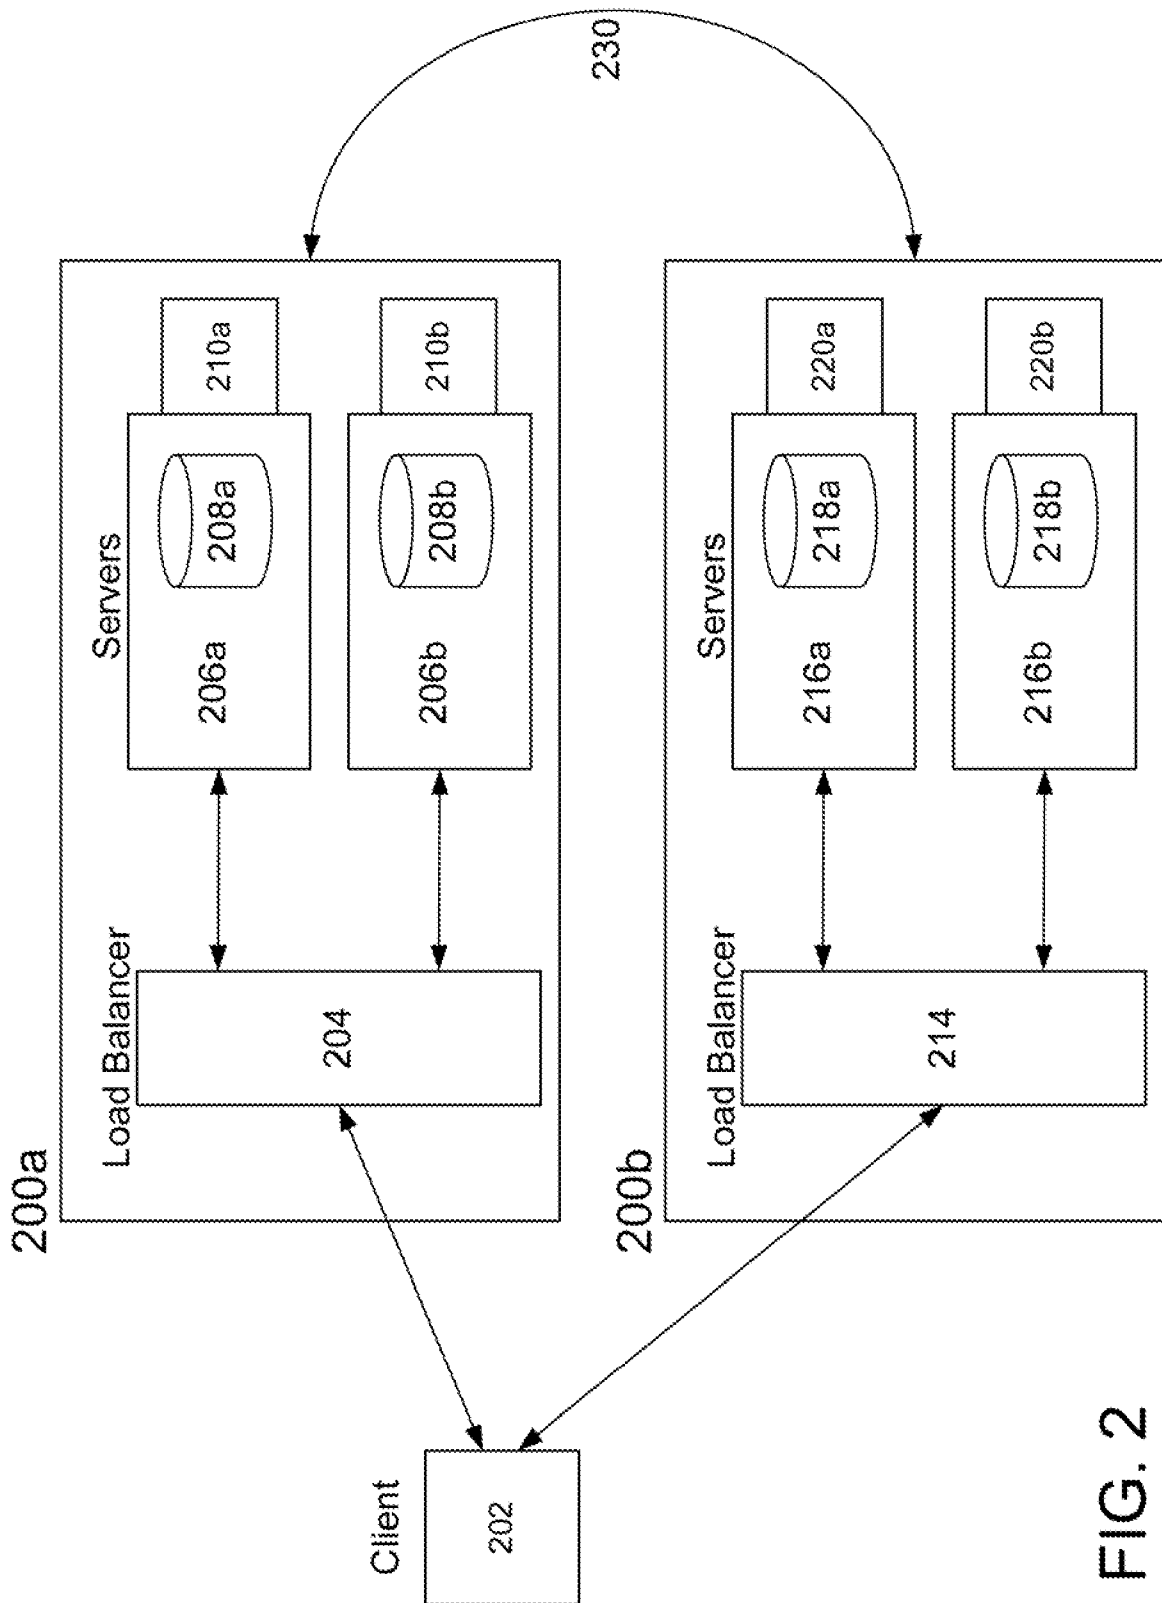 200a
Load Balancer
Servers
204
206a
208a
210a
206b
208b
210b
230
Client
202
200b
Load Balancer
Servers
214
216a
218a
220a
216b
218b
220b
FIG. 2